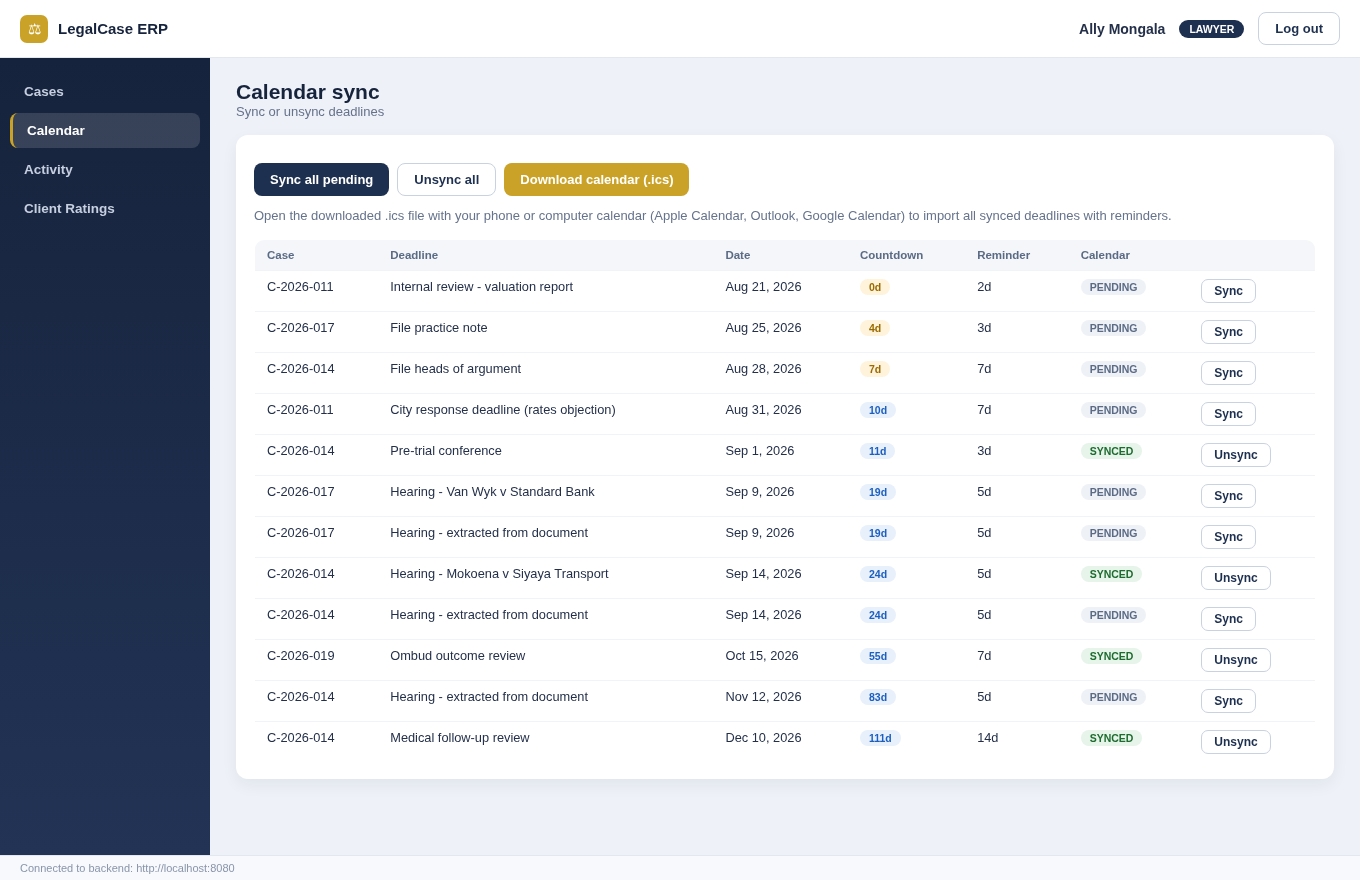 LegalCase ERP
Ally Mongala LAWYER Log out
Cases
Calendar
Activity
Client Ratings
Calendar sync
Sync or unsync deadlines
Sync all pending Unsync all Download calendar (.ics)
Open the downloaded .ics file with your phone or computer calendar (Apple Calendar, Outlook, Google Calendar) to import all synced deadlines with reminders.
Case Deadline Date Countdown Reminder Calendar
C-2026-011 Internal review - valuation report Aug 21, 2026 0d 2d PENDING Sync
C-2026-017 File practice note Aug 25, 2026 4d 3d PENDING Sync
C-2026-014 File heads of argument Aug 28, 2026 7d 7d PENDING Sync
C-2026-011 City response deadline (rates objection) Aug 31, 2026 10d 7d PENDING Sync
C-2026-014 Pre-trial conference Sep 1, 2026 11d 3d SYNCED Unsync
C-2026-017 Hearing - Van Wyk v Standard Bank Sep 9, 2026 19d 5d PENDING Sync
C-2026-017 Hearing - extracted from document Sep 9, 2026 19d 5d PENDING Sync
C-2026-014 Hearing - Mokoena v Siyaya Transport Sep 14, 2026 24d 5d SYNCED Unsync
C-2026-014 Hearing - extracted from document Sep 14, 2026 24d 5d PENDING Sync
C-2026-019 Ombud outcome review Oct 15, 2026 55d 7d SYNCED Unsync
C-2026-014 Hearing - extracted from document Nov 12, 2026 83d 5d PENDING Sync
C-2026-014 Medical follow-up review Dec 10, 2026 111d 14d SYNCED Unsync
Connected to backend: http://localhost:8080